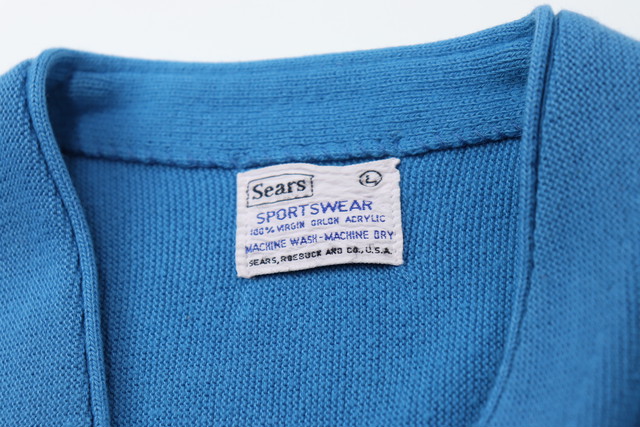 Sears L
SPORTSWEAR
100% VIRGIN ORLON ACRYLIC
MACHINE WASH-MACHINE DRY
SEARS, ROEBUCK AND CO., U.S.A.